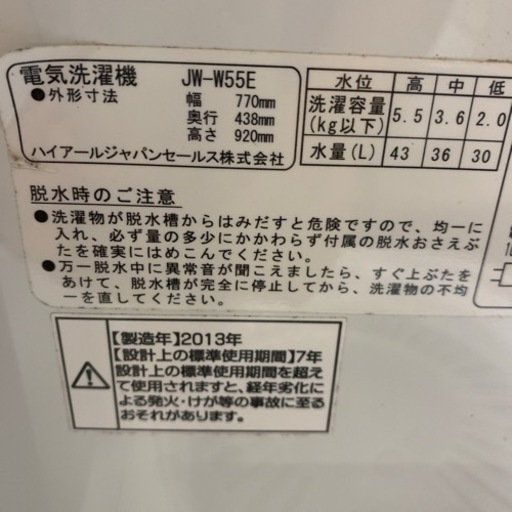 電気洗濯機 JW-W55E
●外形寸法 幅 770mm
奥行 438mm
高さ 920mm
ハイアールジャパンセールス株式会社
水位 高 中 低
洗濯容量(kg以下) 5.5 3.6 2.0
水量(L) 43 36 30
脱水時のご注意
●洗濯物が脱水槽からはみだすと危険ですので、均一に
入れ、必ず量の多少にかかわらず付属の脱水おさえぶ
たを確実にはめこんでください。
●万一脱水中に異常音が聞こえましたら、すぐ上ぶたを
あけて、脱水槽が完全に停止してから、洗濯物の不均
一を直してください。
【製造年】2013年
【設計上の標準使用期間】7年
設計上の標準使用期間を超え
て使用されますと、経年劣化に
よる発火・けが等の事故に至る
おそれがあります。